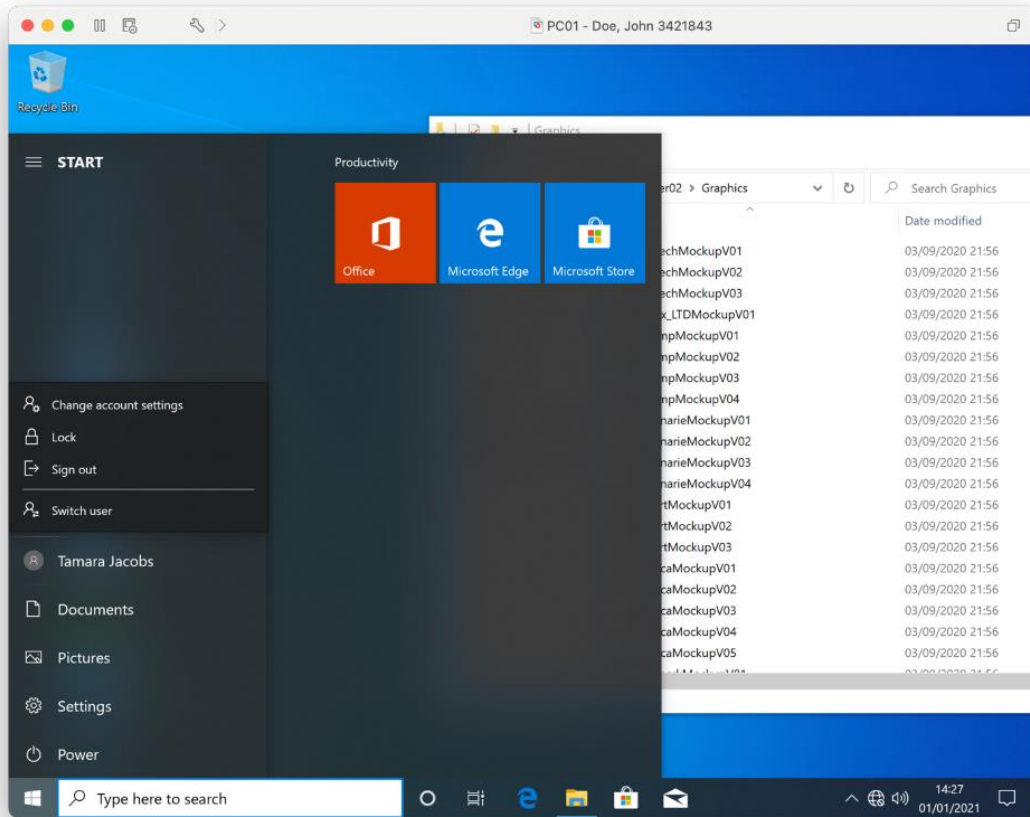 PC01 - Doe, John 3421843
Recycle Bin
Graphics
START
Productivity
Office
Microsoft Edge
Microsoft Store
Change account settings
Lock
Sign out
Switch user
Tamara Jacobs
Documents
Pictures
Settings
Power
er02 > Graphics
Search Graphics
Date modified
echMockupV01 03/09/2020 21:56
echMockupV02 03/09/2020 21:56
echMockupV03 03/09/2020 21:56
x_LTDMockupV01 03/09/2020 21:56
mpMockupV01 03/09/2020 21:56
mpMockupV02 03/09/2020 21:56
mpMockupV03 03/09/2020 21:56
mpMockupV04 03/09/2020 21:56
narieMockupV01 03/09/2020 21:56
narieMockupV02 03/09/2020 21:56
narieMockupV03 03/09/2020 21:56
narieMockupV04 03/09/2020 21:56
rtMockupV01 03/09/2020 21:56
rtMockupV02 03/09/2020 21:56
rtMockupV03 03/09/2020 21:56
caMockupV01 03/09/2020 21:56
caMockupV02 03/09/2020 21:56
caMockupV03 03/09/2020 21:56
caMockupV04 03/09/2020 21:56
caMockupV05 03/09/2020 21:56
Type here to search
14:27
01/01/2021